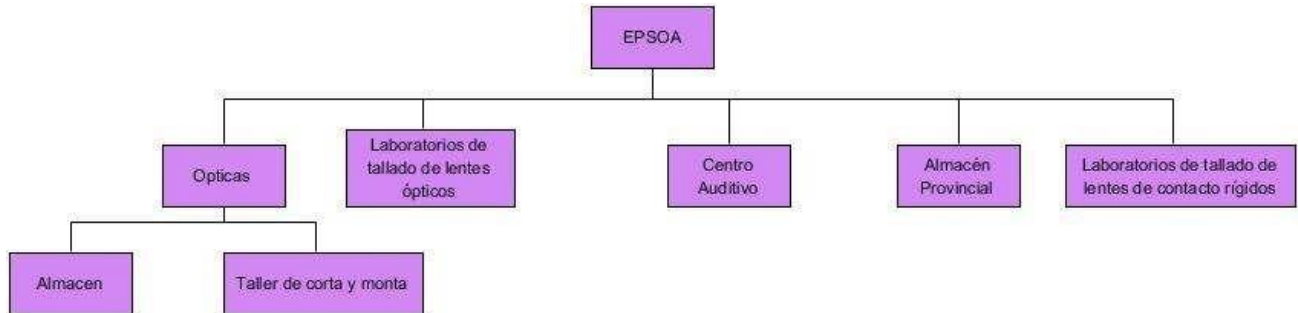 EPSOA
Opticas
Laboratorios de
tallado de lentes
ópticos
Centro
Auditivo
Almacén
Provincial
Laboratorios de tallado de
lentes de contacto rígidos
Almacen
Taller de corta y monta